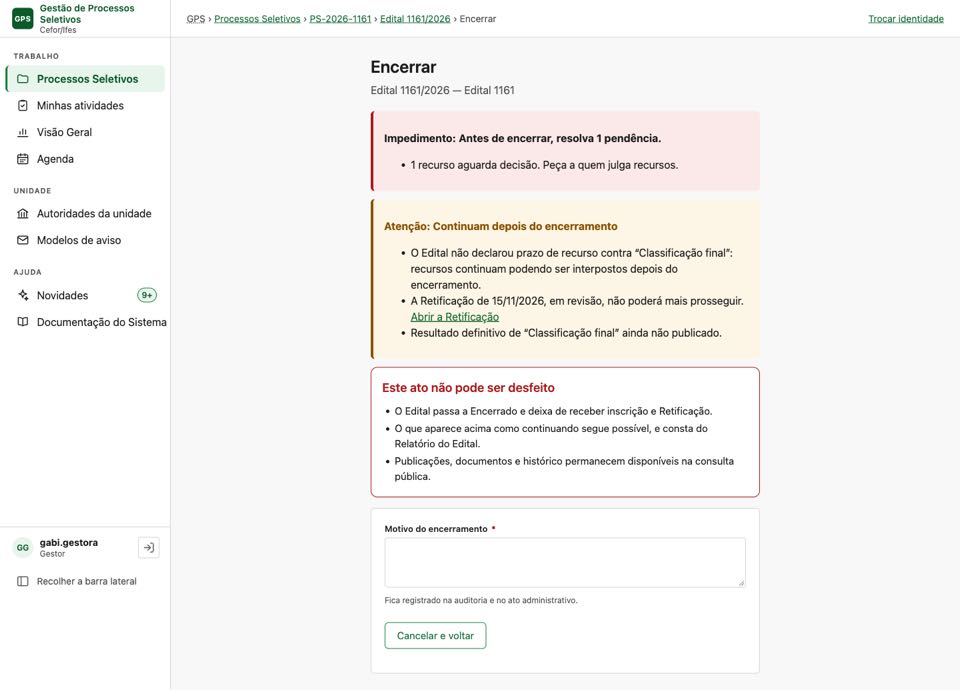 GPS
Gestão de Processos
Seletivos
Cefor/Ifes
GPS › Processos Seletivos › PS-2026-1161 › Edital 1161/2026 › Encerrar
Trocar identidade
TRABALHO
Processos Seletivos
Minhas atividades
Visão Geral
Agenda
UNIDADE
Autoridades da unidade
Modelos de aviso
AJUDA
Novidades 9+
Documentação do Sistema
GG
gabi.gestora
Gestor
Recolher a barra lateral
Encerrar
Edital 1161/2026 — Edital 1161
Impedimento: Antes de encerrar, resolva 1 pendência.
• 1 recurso aguarda decisão. Peça a quem julga recursos.
Atenção: Continuam depois do encerramento
• O Edital não declarou prazo de recurso contra “Classificação final”:
recursos continuam podendo ser interpostos depois do
encerramento.
• A Retificação de 15/11/2026, em revisão, não poderá mais prosseguir.
Abrir a Retificação
• Resultado definitivo de “Classificação final” ainda não publicado.
Este ato não pode ser desfeito
• O Edital passa a Encerrado e deixa de receber inscrição e Retificação.
• O que aparece acima como continuando segue possível, e consta do
Relatório do Edital.
• Publicações, documentos e histórico permanecem disponíveis na consulta
pública.
Motivo do encerramento *
Fica registrado na auditoria e no ato administrativo.
Cancelar e voltar